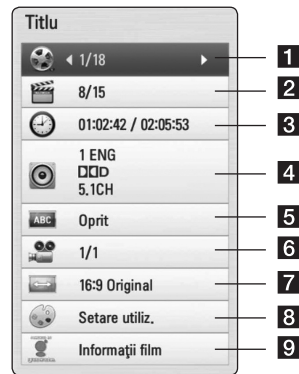 Titlu
1/18 1
8/15 2
01:02:42 / 02:05:53 3
1 ENG
DD D
5.1CH
4
ABC Oprit 5
1/1 6
16:9 Original 7
Setare utiliz. 8
Informaţii film 9